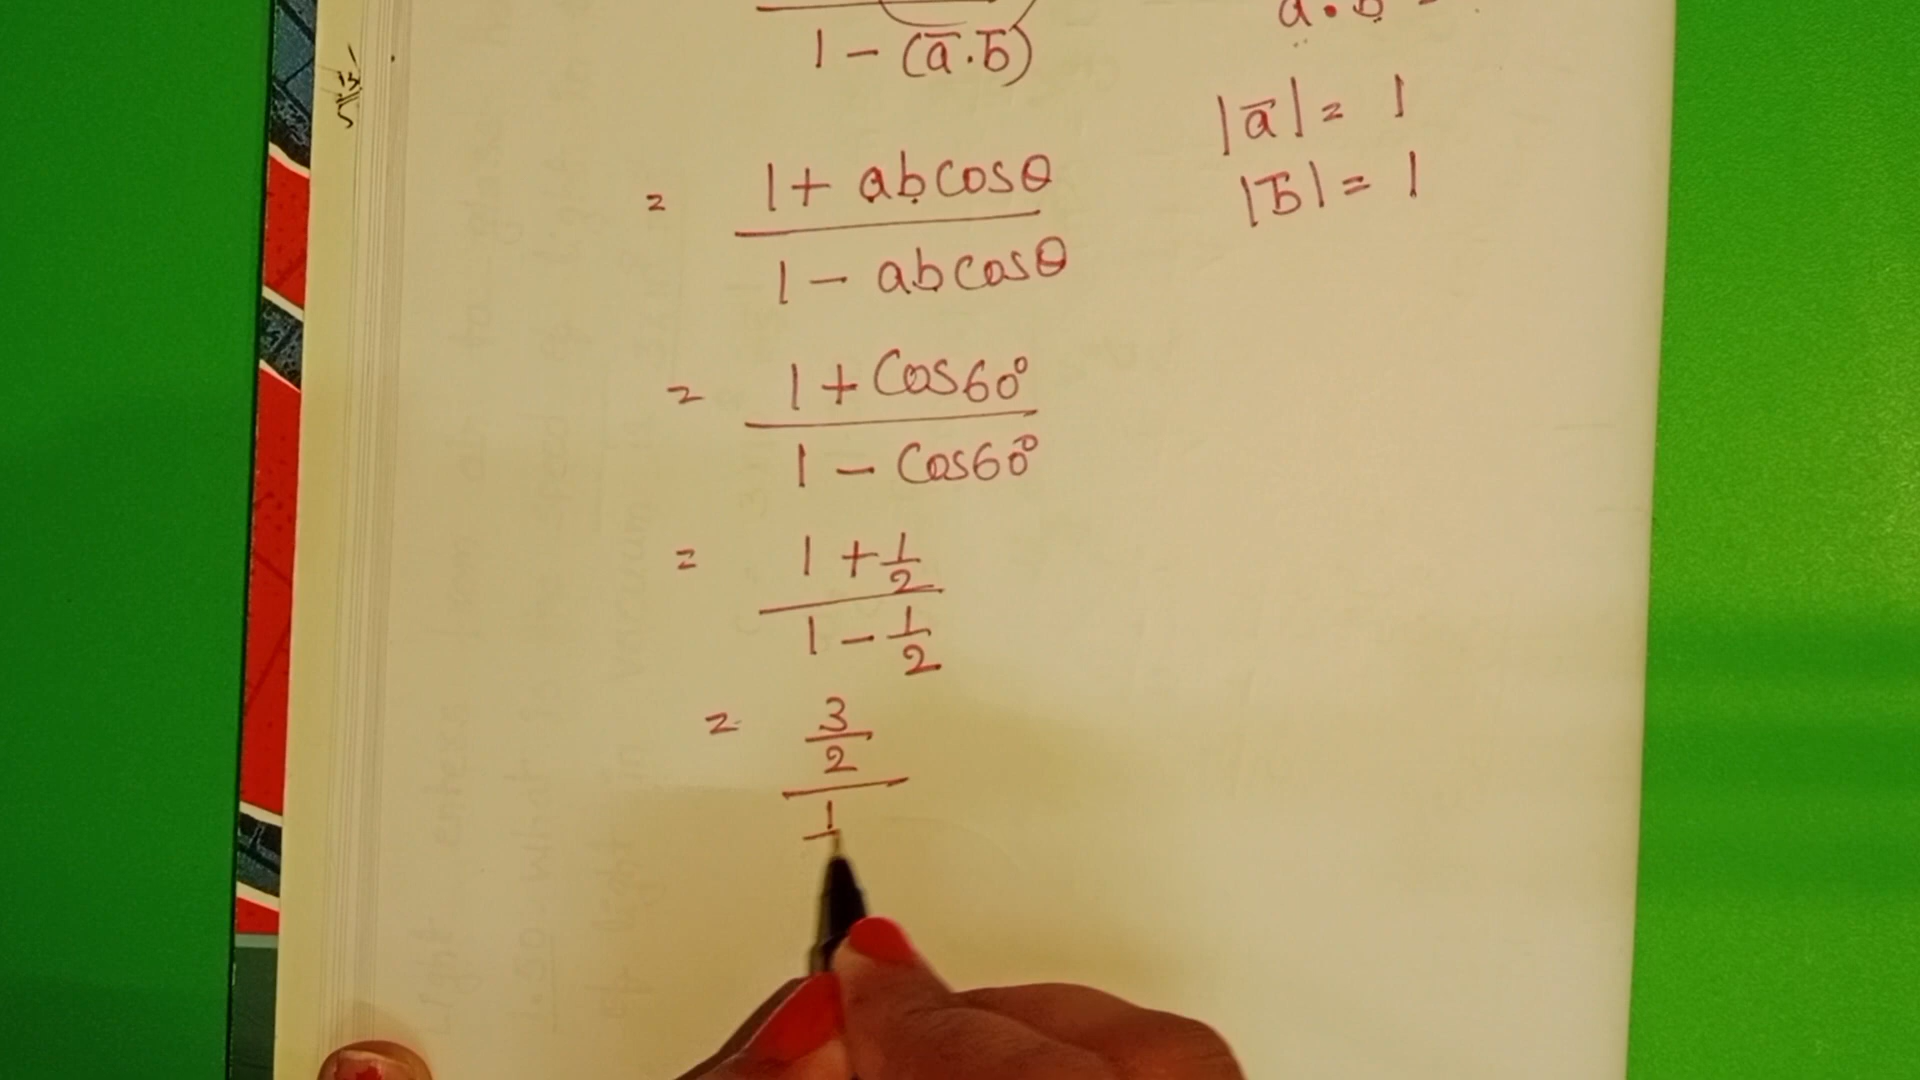 1 - (a̅.b̅)
a̅.b̅
|a̅| = 1
|b̅| = 1
= 1 + ab cosθ
1 - ab cosθ
= 1 + Cos60°
1 - Cos60°
= 1 + 1/2
1 - 1/2
= 3/2
1